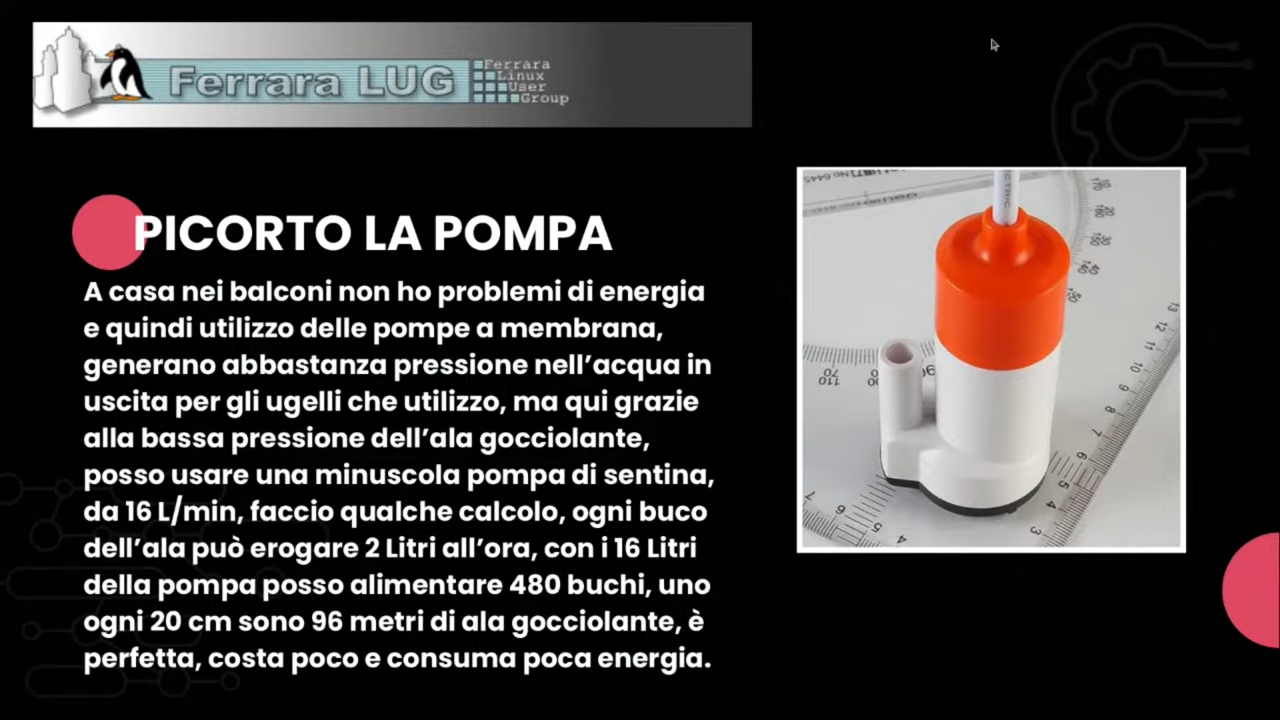 Ferrara LUG
Ferrara
Linux
User
Group
PICORTO LA POMPA
A casa nei balconi non ho problemi di energia
e quindi utilizzo delle pompe a membrana,
generano abbastanza pressione nell’acqua in
uscita per gli ugelli che utilizzo, ma qui grazie
alla bassa pressione dell’ala gocciolante,
posso usare una minuscola pompa di sentina,
da 16 L/min, faccio qualche calcolo, ogni buco
dell’ala può erogare 2 Litri all’ora, con i 16 Litri
della pompa posso alimentare 480 buchi, uno
ogni 20 cm sono 96 metri di ala gocciolante, è
perfetta, costa poco e consuma poca energia.